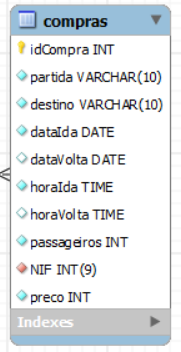 compras
idCompra INT
partida VARCHAR(10)
destino VARCHAR(10)
dataIda DATE
dataVolta DATE
horaIda TIME
horaVolta TIME
passageiros INT
NIF INT(9)
preco INT
Indexes